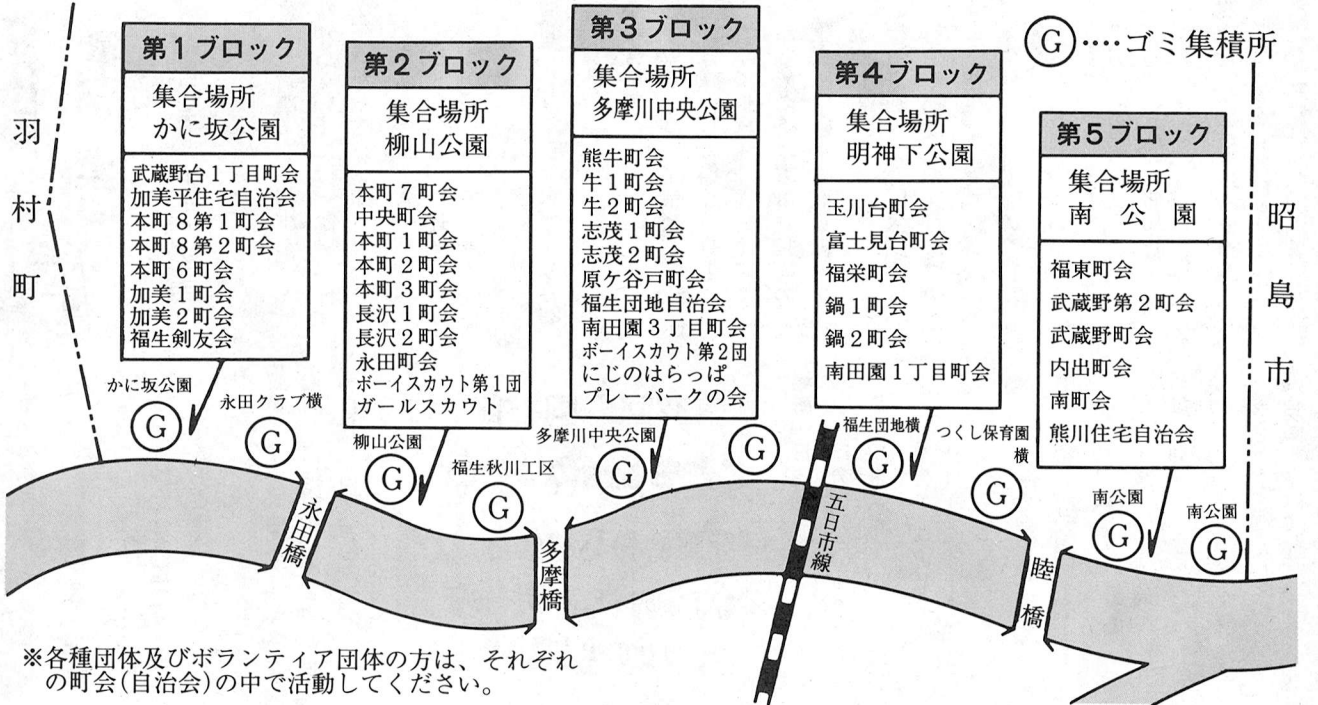 Ⓖ‥‥ゴミ集積所
羽村町
昭島市
第1ブロック
集合場所
かに坂公園
武蔵野台1丁目町会
加美平住宅自治会
本町8第1町会
本町8第2町会
本町6町会
加美1町会
加美2町会
福生剣友会
第2ブロック
集合場所
柳山公園
本町7町会
中央町会
本町1町会
本町2町会
本町3町会
長沢1町会
長沢2町会
永田町会
ボーイスカウト第1団
ガールスカウト
第3ブロック
集合場所
多摩川中央公園
熊牛町会
牛1町会
牛2町会
志茂1町会
志茂2町会
原ケ谷戸町会
福生団地自治会
南田園3丁目町会
ボーイスカウト第2団
にじのはらっぱ
プレーパークの会
第4ブロック
集合場所
明神下公園
玉川台町会
富士見台町会
福栄町会
鍋1町会
鍋2町会
南田園1丁目町会
第5ブロック
集合場所
南公園
福東町会
武蔵野第2町会
武蔵野町会
内出町会
南町会
熊川住宅自治会
かに坂公園
G
永田クラブ横
G
柳山公園
G
福生秋川工区
G
多摩川中央公園
G
G
福生団地横
G
つくし保育園
横
G
南公園
G
南公園
G
永田橋
多摩橋
五日市線
睦橋
※各種団体及びボランティア団体の方は、それぞれ
の町会(自治会)の中で活動してください。